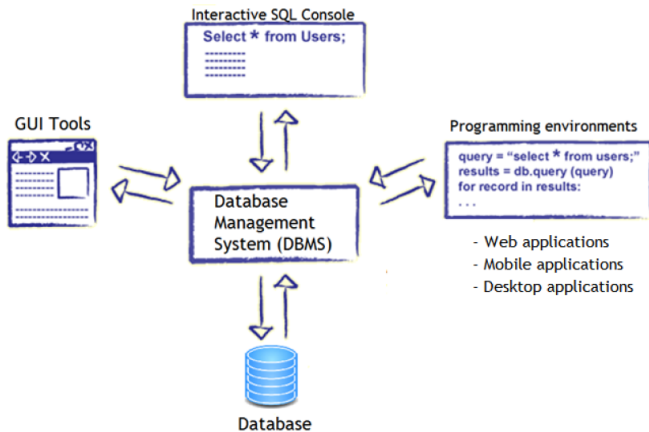 Interactive SQL Console
Select * from Users;
GUI Tools
Programming environments
query = “select * from users;”
results = db.query (query)
for record in results:
. . .
Database
Management
System (DBMS)
- Web applications
- Mobile applications
- Desktop applications
Database